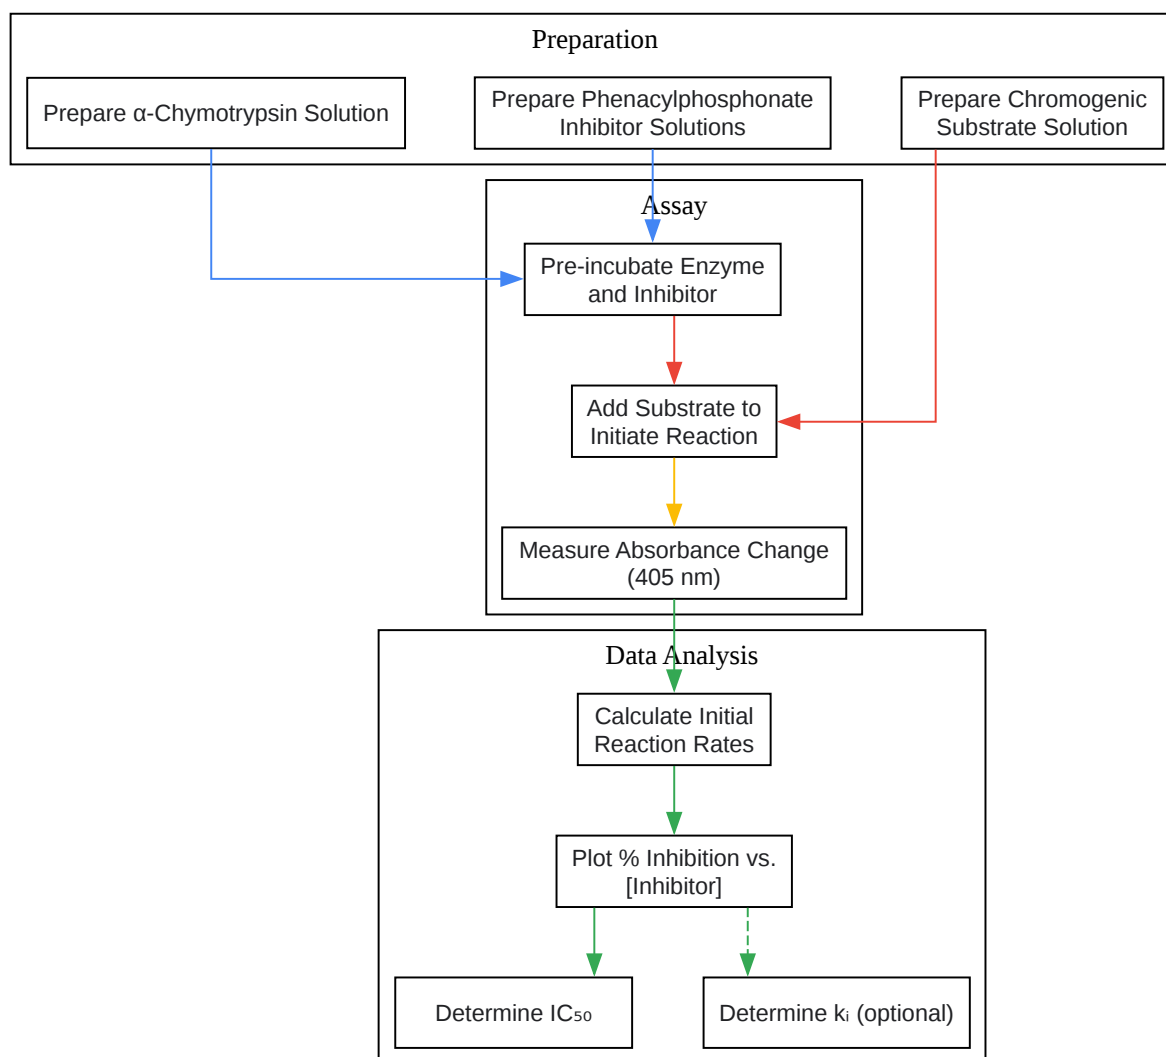 Preparation
Prepare α-Chymotrypsin Solution
Prepare Phenacylphosphonate
Inhibitor Solutions
Prepare Chromogenic
Substrate Solution
Assay
Pre-incubate Enzyme
and Inhibitor
Add Substrate to
Initiate Reaction
Measure Absorbance Change
(405 nm)
Data Analysis
Calculate Initial
Reaction Rates
Plot % Inhibition vs.
[Inhibitor]
Determine IC₅₀
Determine kᵢ (optional)